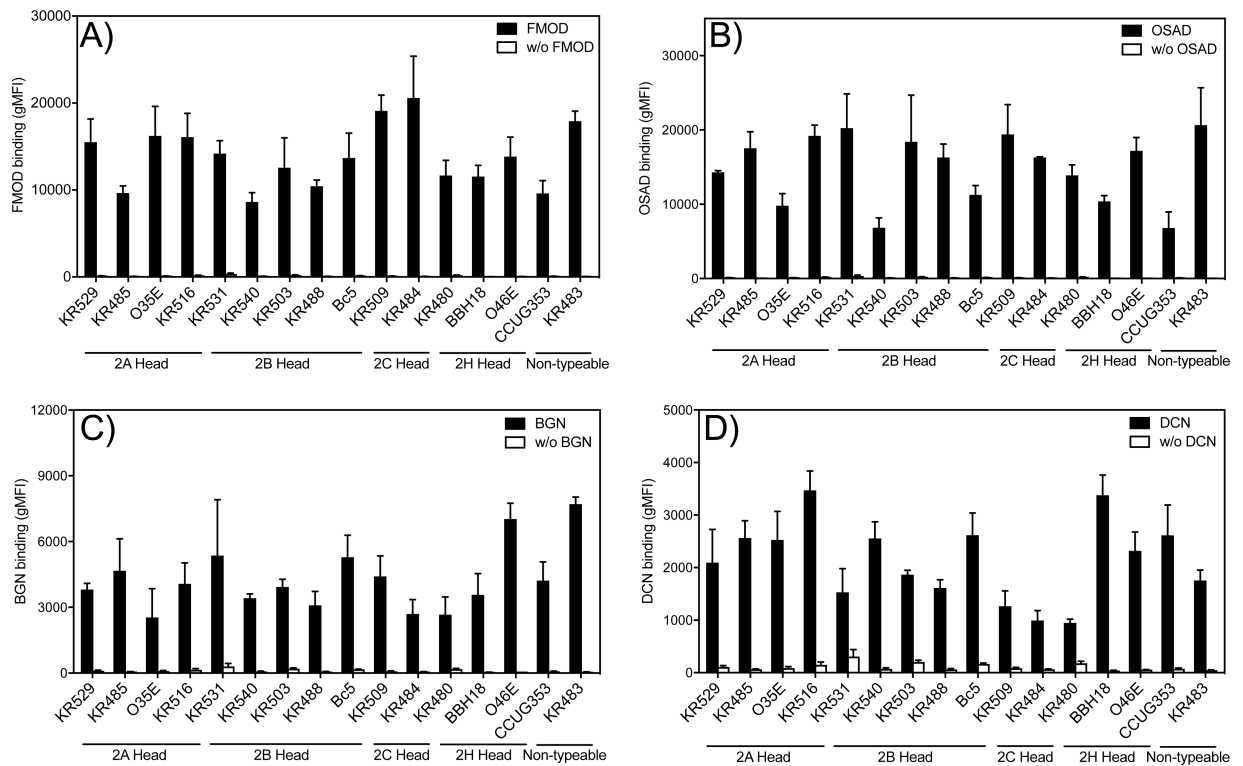 A)
FMOD
w/o FMOD
FMOD binding (gMFI)
30000
20000
10000
0
KR529 KR485 O35E KR516 KR531 KR540 KR503 KR488 Bc5 KR509 KR484 KR480 BBH18 O46E CCUG353 KR483
2A Head 2B Head 2C Head 2H Head Non-typeable
B)
OSAD
w/o OSAD
OSAD binding (gMFI)
30000
20000
10000
0
KR529 KR485 O35E KR516 KR531 KR540 KR503 KR488 Bc5 KR509 KR484 KR480 BBH18 O46E CCUG353 KR483
2A Head 2B Head 2C Head 2H Head Non-typeable
C)
BGN
w/o BGN
BGN binding (gMFI)
12000
9000
6000
3000
0
KR529 KR485 O35E KR516 KR531 KR540 KR503 KR488 Bc5 KR509 KR484 KR480 BBH18 O46E CCUG353 KR483
2A Head 2B Head 2C Head 2H Head Non-typeable
D)
DCN
w/o DCN
DCN binding (gMFI)
5000
4000
3000
2000
1000
0
KR529 KR485 O35E KR516 KR531 KR540 KR503 KR488 Bc5 KR509 KR484 KR480 BBH18 O46E CCUG353 KR483
2A Head 2B Head 2C Head 2H Head Non-typeable